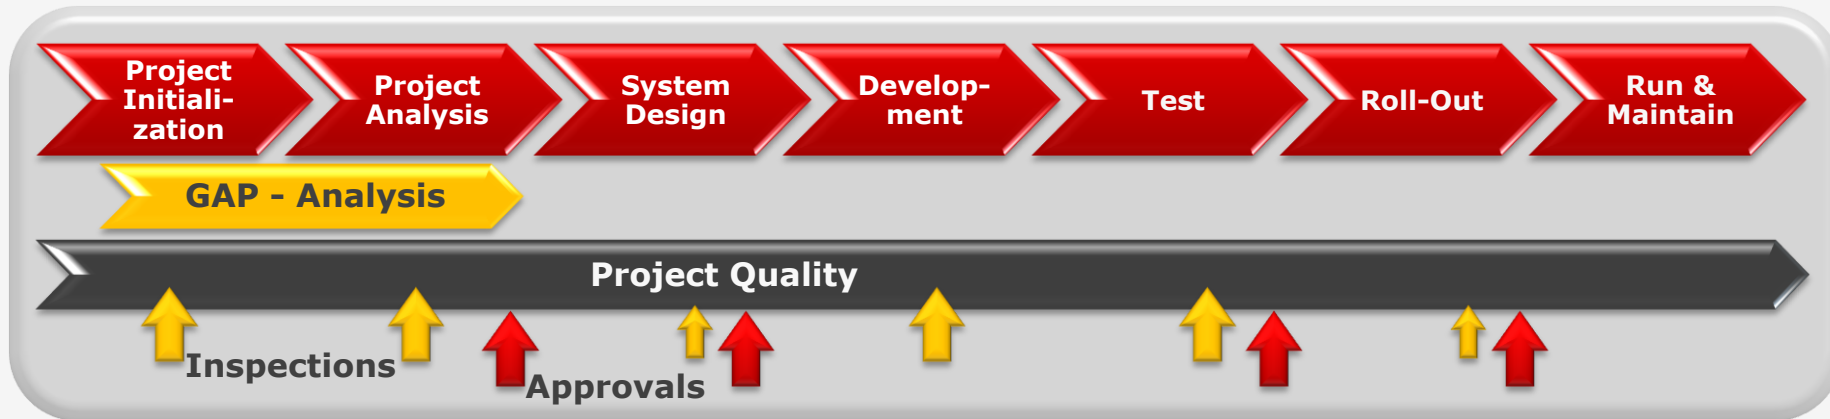 Project
Initiali-
zation
Project
Analysis
System
Design
Develop-
ment
Test
Roll-Out
Run &
Maintain
GAP - Analysis
Project Quality
Inspections
Approvals